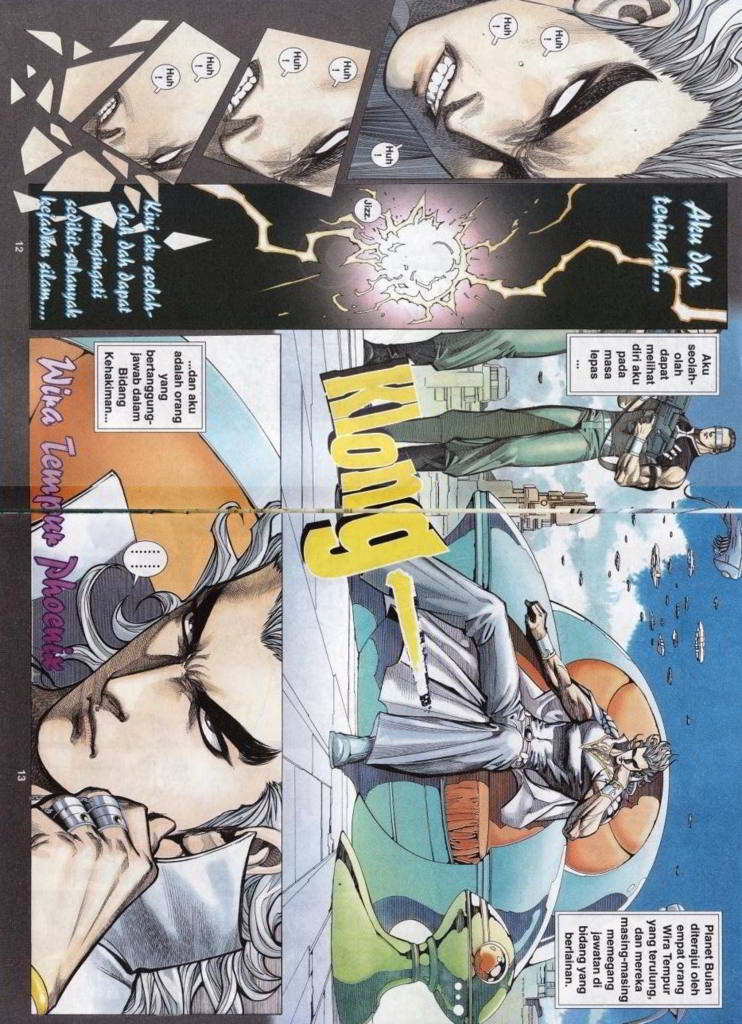 Huh
!
Huh
!
Huh
!
Huh
!
Huh
!
Huh
!
Huh
!
Aku dah
teringat...
Jizz.
Kini aku seolah-
olah dah dapat
mengingati
sedikit-sebanyak
kejadian silam...
Aku
seolah-
olah
dapat
melihat
diri aku
pada
masa
lepas
...
Planet Bulan
diterajui oleh
empat orang
Wira Tempur
yang terulung,
dan mereka
masing-masing
memegang
jawatan di
bidang yang
berlainan.
...
Klong
...dan aku
adalah orang
yang
bertanggung-
jawab dalam
Bidang
Kehakiman...
.......
Wira Tempur Phoenix
12
13